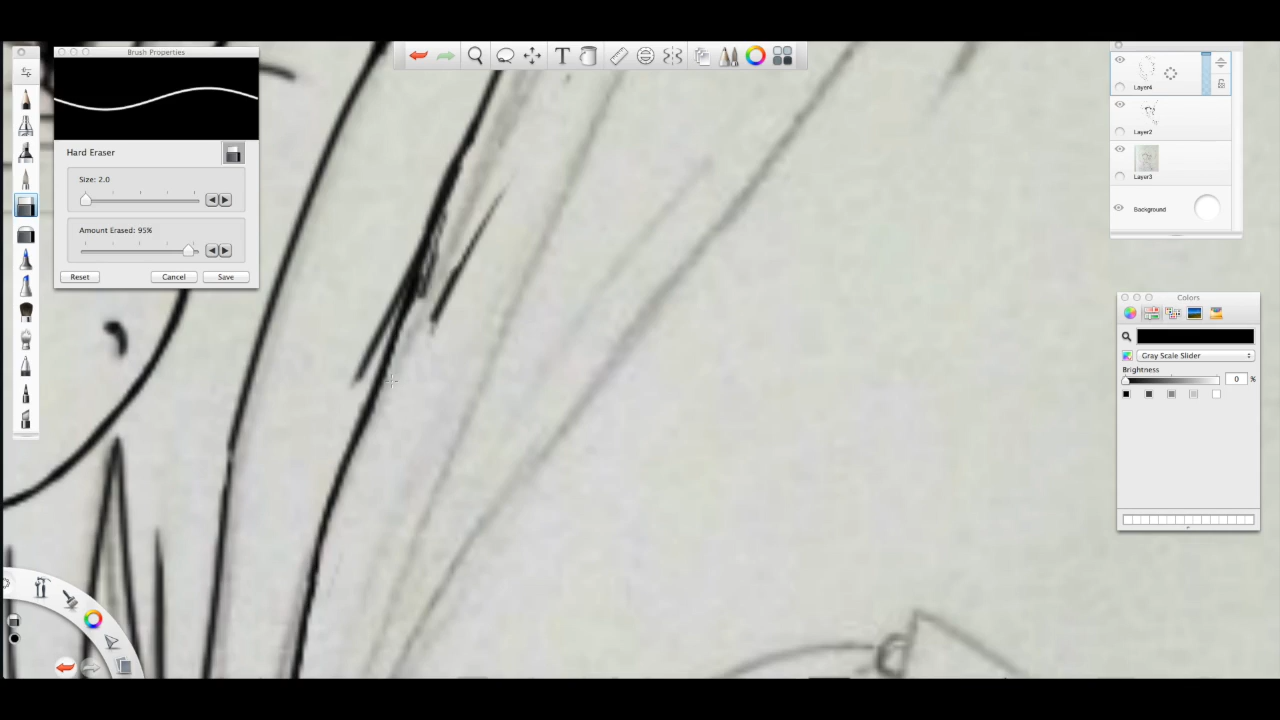 Brush Properties
Hard Eraser
Size: 2.0
Amount Erased: 95%
Reset
Cancel
Save
Layer4
Layer2
Layer3
Background
Colors
Gray Scale Slider
Brightness
0 %